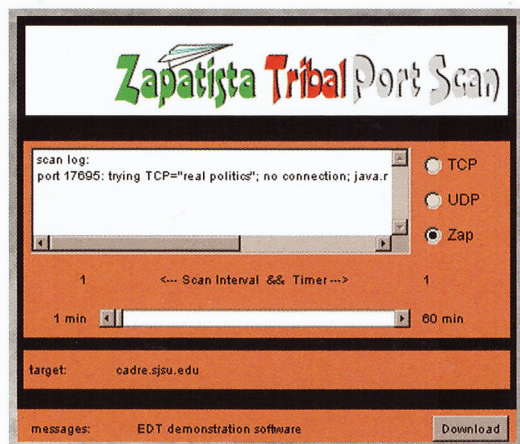 Zapatista Tribal Port Scan
scan log:
port 17695: trying TCP="real politics"; no connection; java.r
TCP
UDP
Zap
1 <--- Scan Interval && Timer---> 1
1 min 60 min
target: cadre.sjsu.edu
messages: EDT demonstration software Download